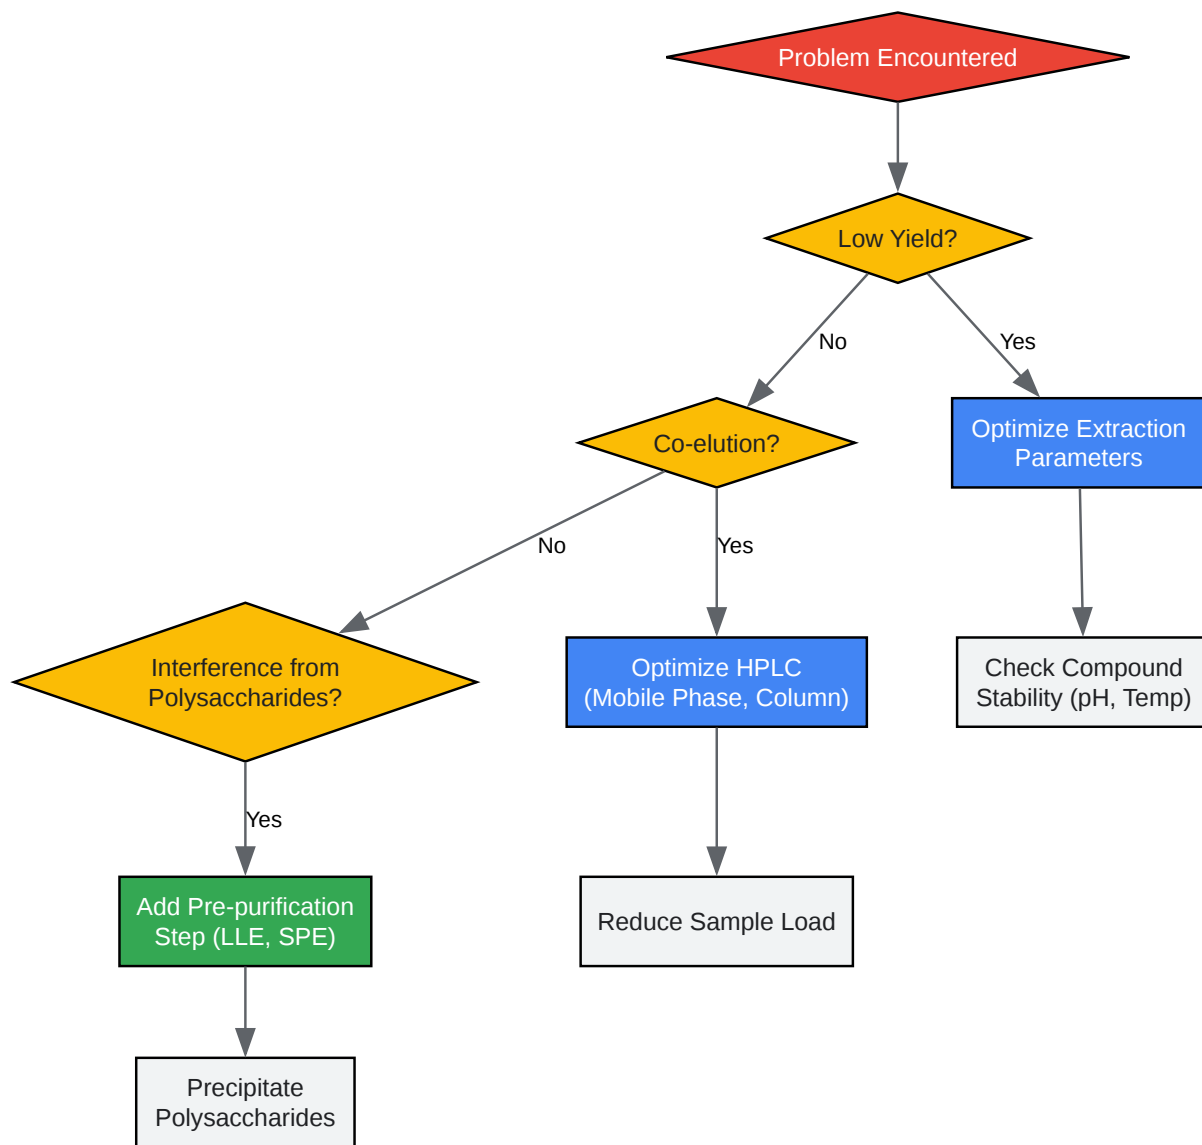 Problem Encountered
Low Yield?
No
Yes
Co-elution?
Optimize Extraction
Parameters
No
Yes
Interference from
Polysaccharides?
Optimize HPLC
(Mobile Phase, Column)
Check Compound
Stability (pH, Temp)
Yes
Add Pre-purification
Step (LLE, SPE)
Reduce Sample Load
Precipitate
Polysaccharides